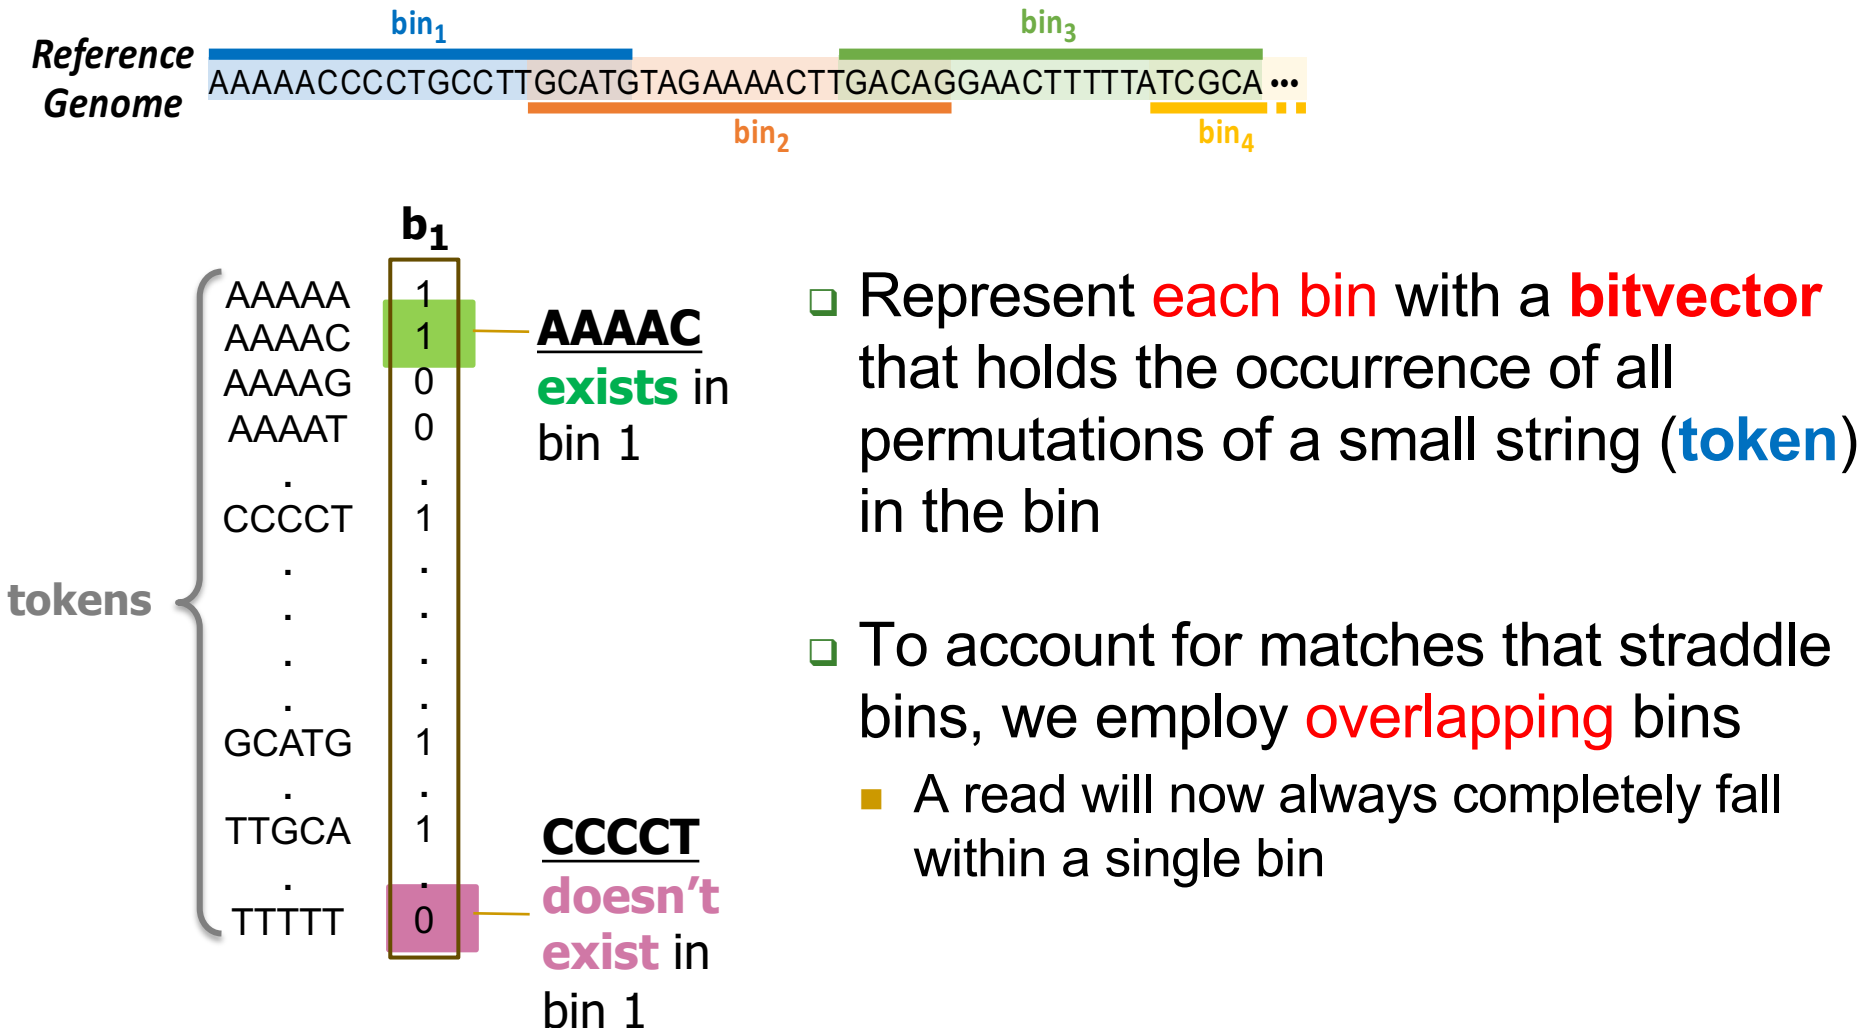 bin1 bin3
Reference
Genome
AAAAACCCCTGCCTTGCATGTAGAAAACTTGACAGGAACTTTTTATCGCA •••
bin2 bin4
b1
tokens
AAAAA 1
AAAAC 1
AAAAG 0
AAAAT 0
. .
CCCCT 1
. .
. .
. .
. .
GCATG 1
. .
TTGCA 1
. .
TTTTT 0
AAAAC
exists in
bin 1
CCCCT
doesn't
exist in
bin 1
Represent each bin with a bitvector
that holds the occurrence of all
permutations of a small string (token)
in the bin
To account for matches that straddle
bins, we employ overlapping bins
A read will now always completely fall
within a single bin